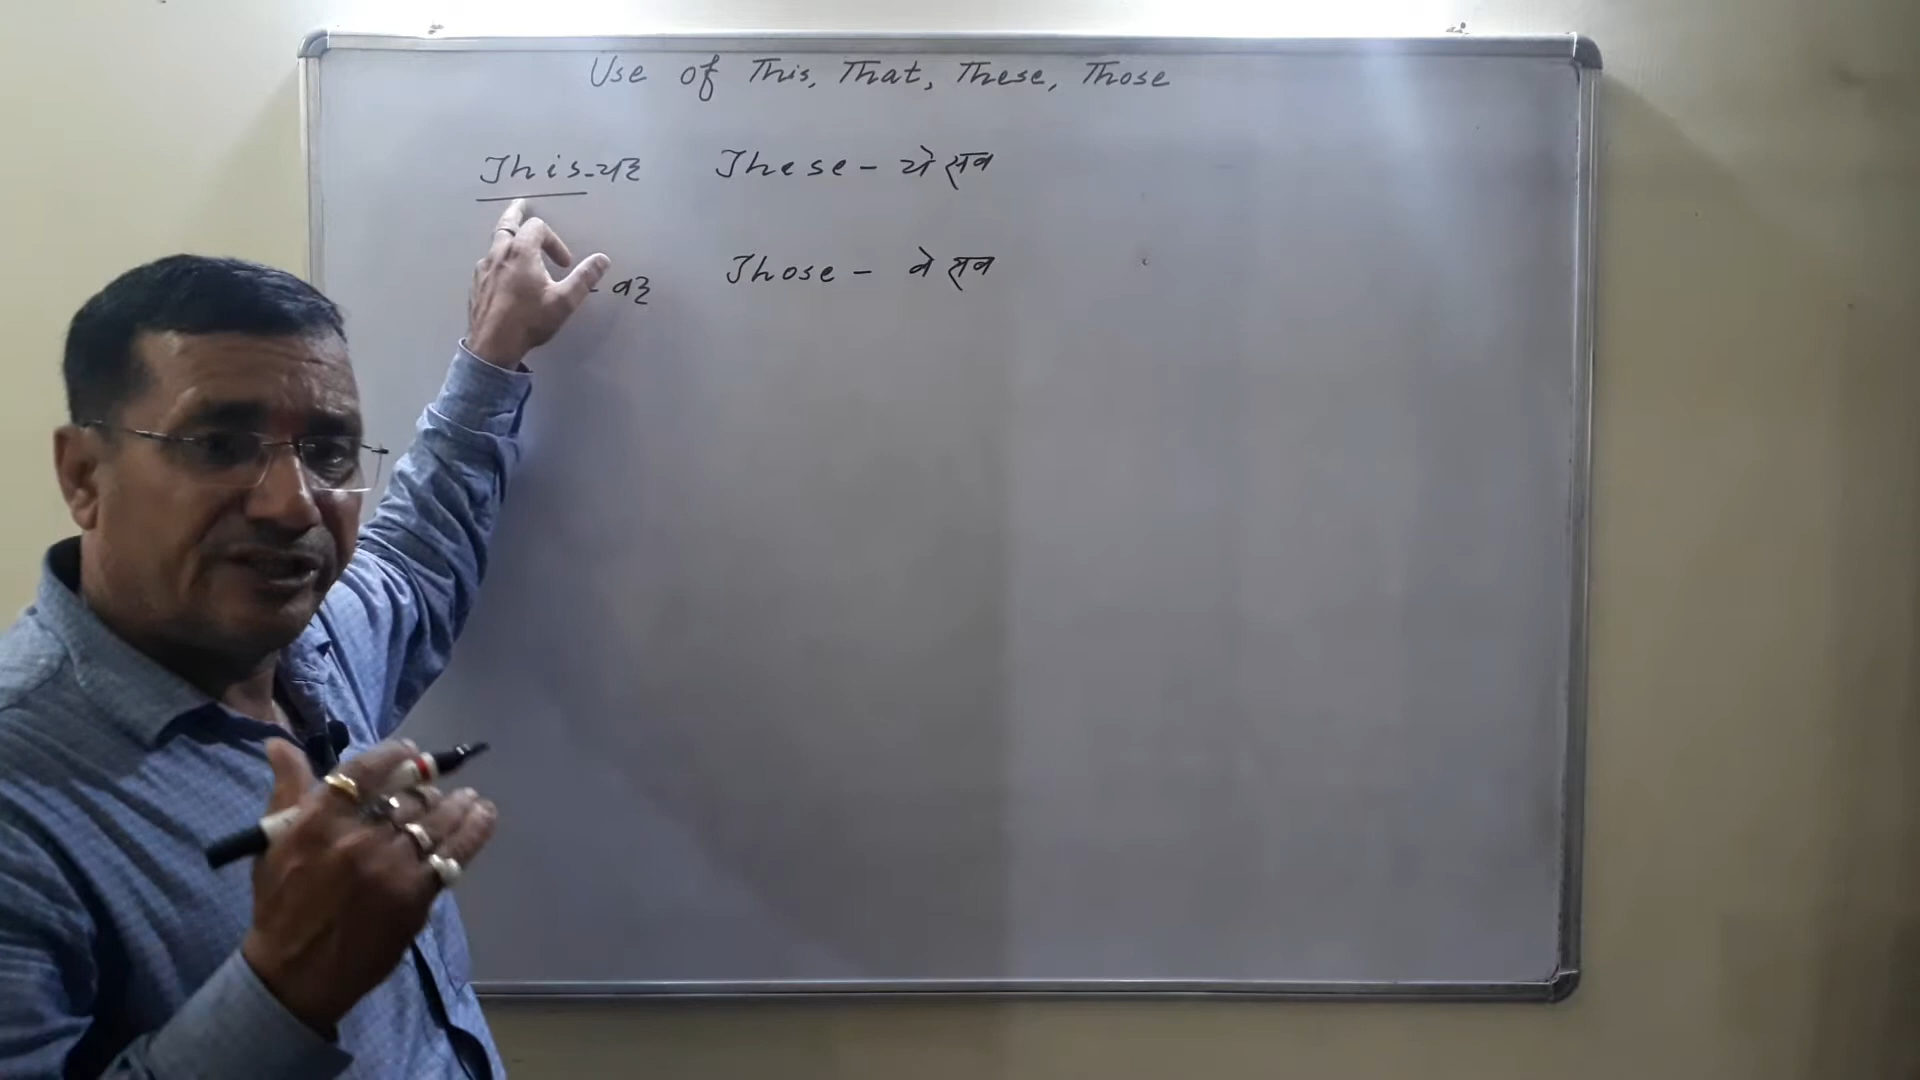 Use of This, That, These, Those
This - यह These - ये सब
- वह Those - वे सब